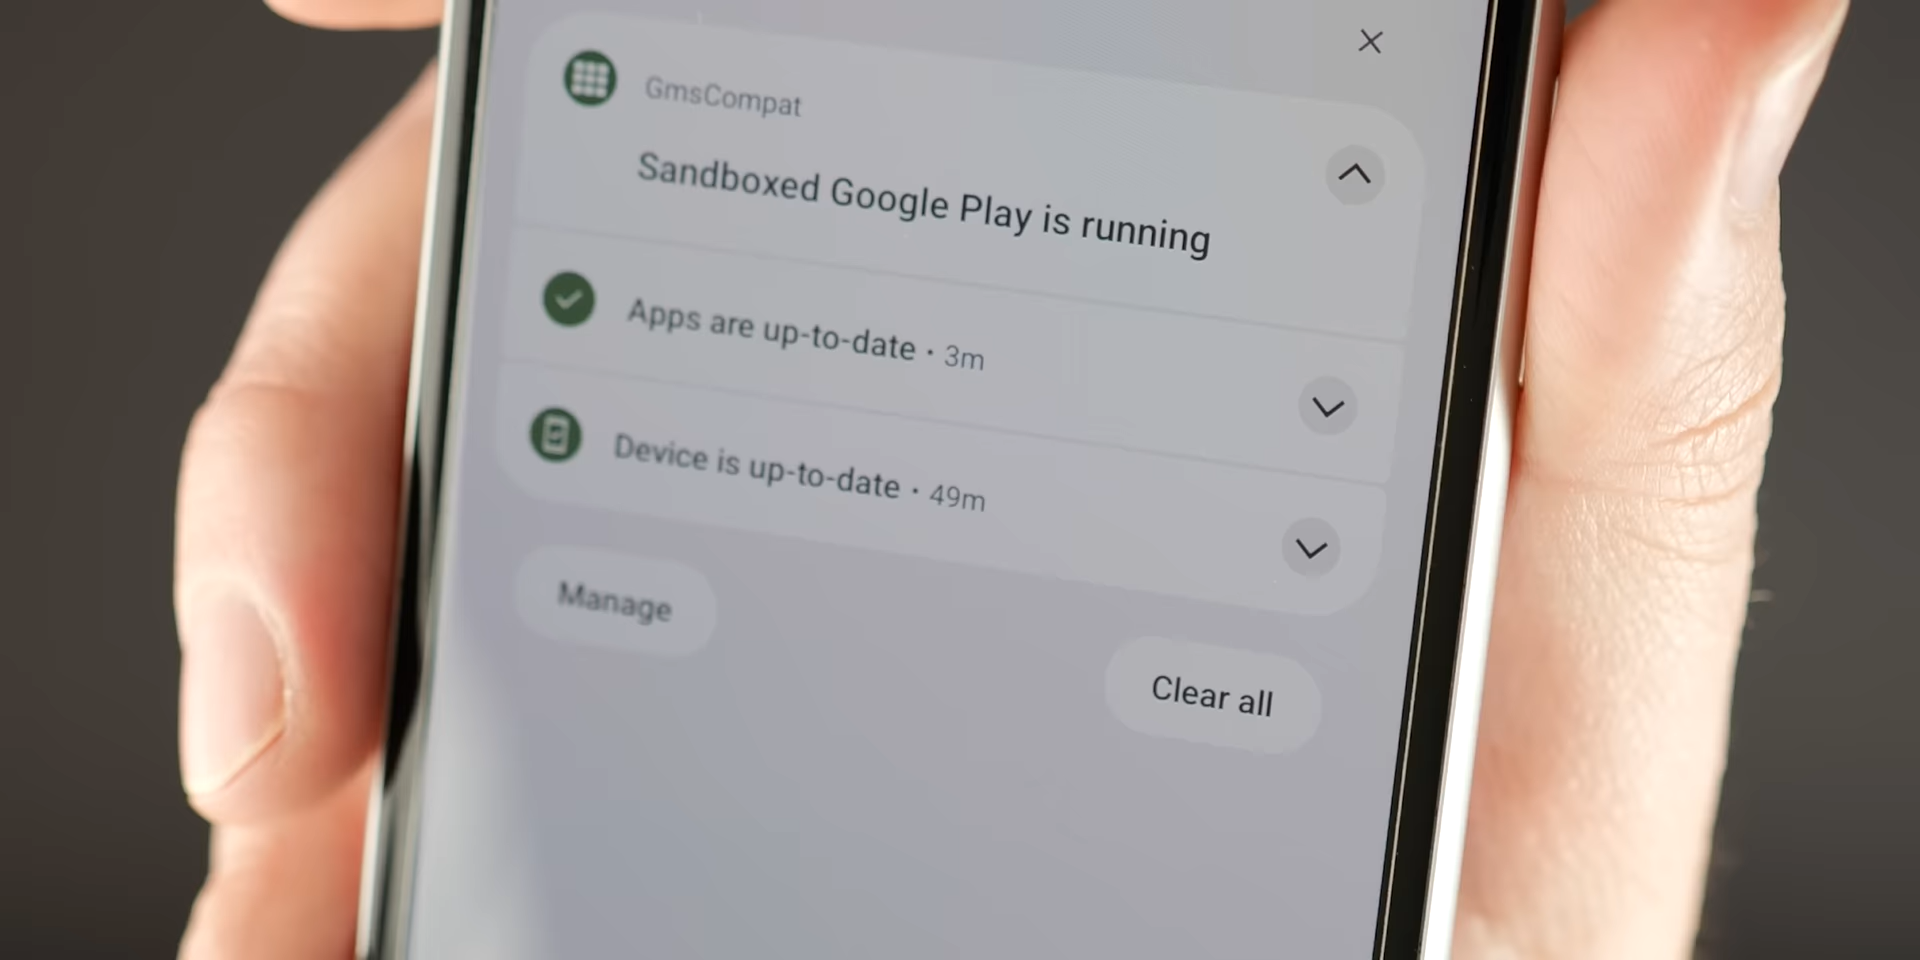 GmsCompat
Sandboxed Google Play is running
Apps are up-to-date · 3m
Device is up-to-date · 49m
Manage
Clear all